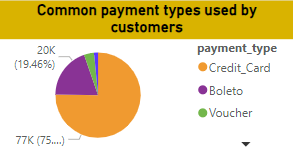 Common payment types used by
customers
20K
(19.46%)
77K (75....)
payment_type
Credit_Card
Boleto
Voucher